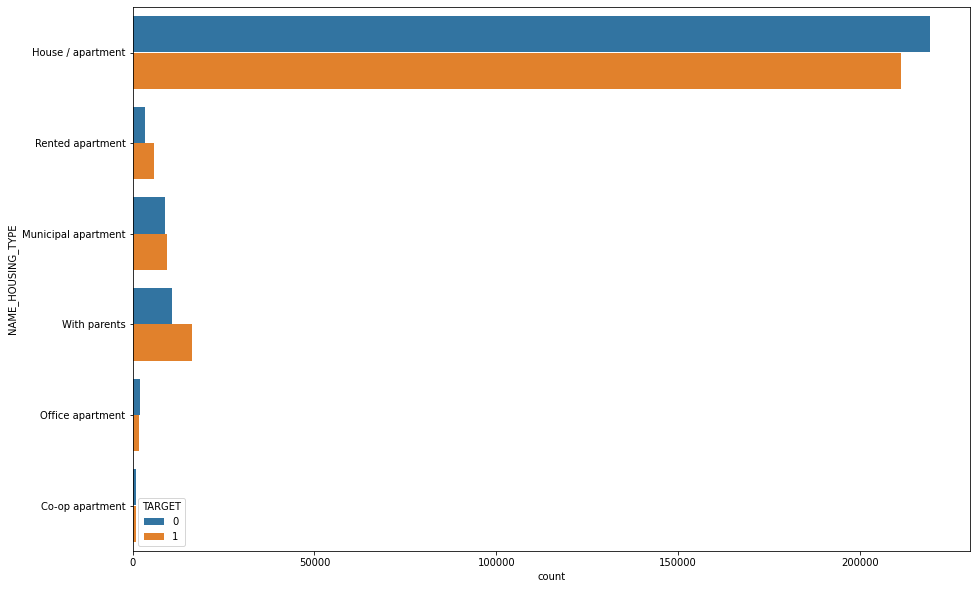 NAME_HOUSING_TYPE
House / apartment
Rented apartment
Municipal apartment
With parents
Office apartment
Co-op apartment
TARGET
0
1
0
50000
100000
150000
200000
count